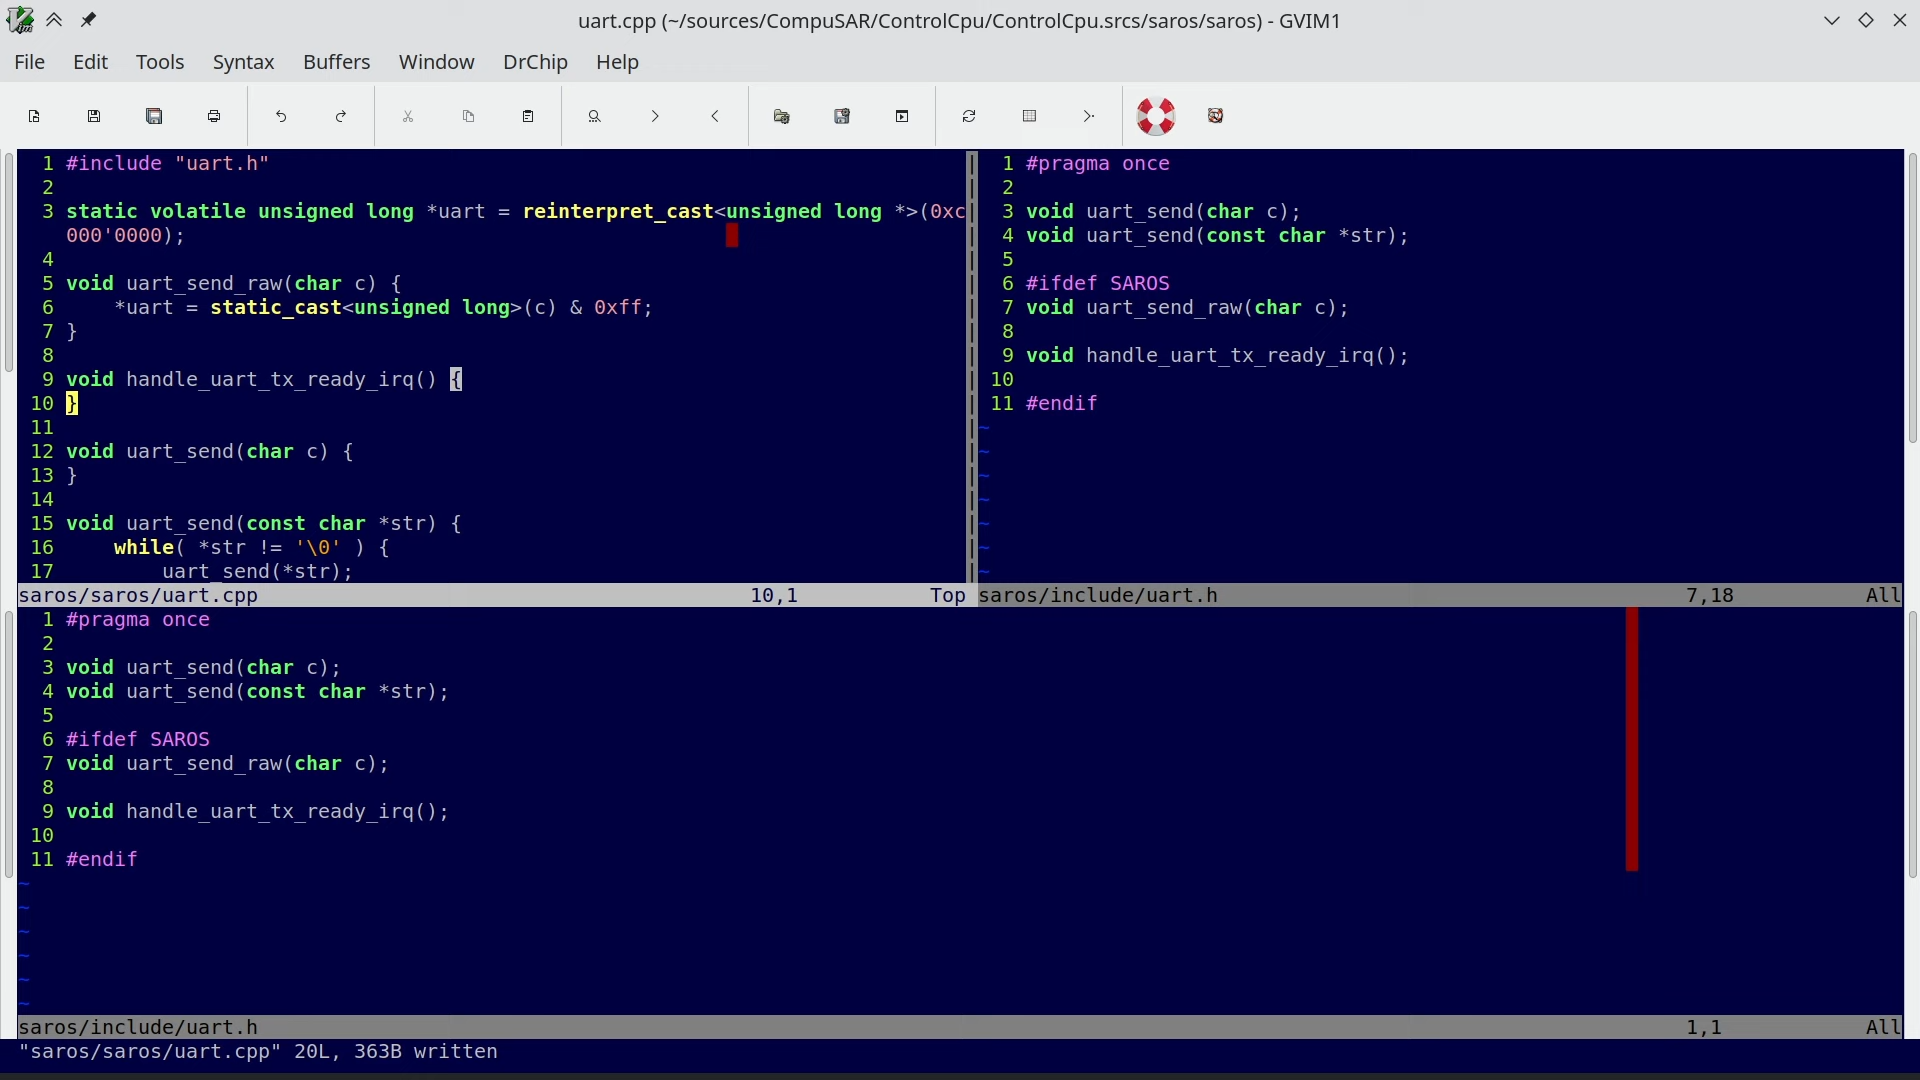 uart.cpp (~/sources/CompuSAR/ControlCpu/ControlCpu.srcs/saros/saros) - GVIM1
File Edit Tools Syntax Buffers Window DrChip Help
1 #include "uart.h"
2
3 static volatile unsigned long *uart = reinterpret_cast<unsigned long *>(0xc
000'0000);
4
5 void uart_send_raw(char c) {
6     *uart = static_cast<unsigned long>(c) & 0xff;
7 }
8
9 void handle_uart_tx_ready_irq() {
10 }
11
12 void uart_send(char c) {
13 }
14
15 void uart_send(const char *str) {
16     while( *str != '\0' ) {
17         uart_send(*str);
saros/saros/uart.cpp 10,1 Top
1 #pragma once
2
3 void uart_send(char c);
4 void uart_send(const char *str);
5
6 #ifdef SAROS
7 void uart_send_raw(char c);
8
9 void handle_uart_tx_ready_irq();
10
11 #endif
~
~
~
~
~
~
~
saros/include/uart.h 7,18 All
1 #pragma once
2
3 void uart_send(char c);
4 void uart_send(const char *str);
5
6 #ifdef SAROS
7 void uart_send_raw(char c);
8
9 void handle_uart_tx_ready_irq();
10
11 #endif
~
~
~
~
~
~
saros/include/uart.h 1,1 All
"saros/saros/uart.cpp" 20L, 363B written